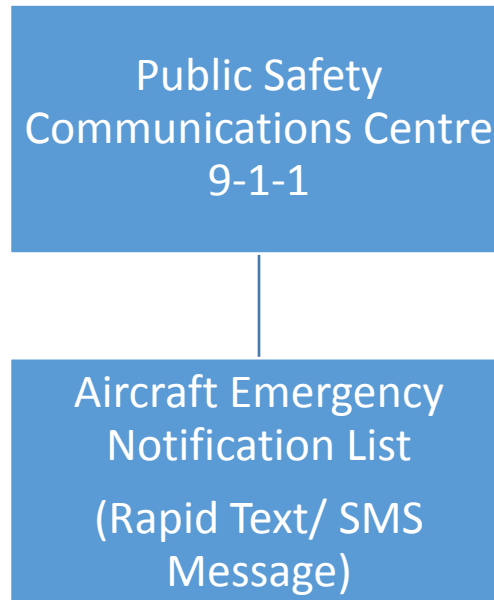 Public Safety
Communications Centre
9-1-1
Aircraft Emergency
Notification List
(Rapid Text/ SMS
Message)